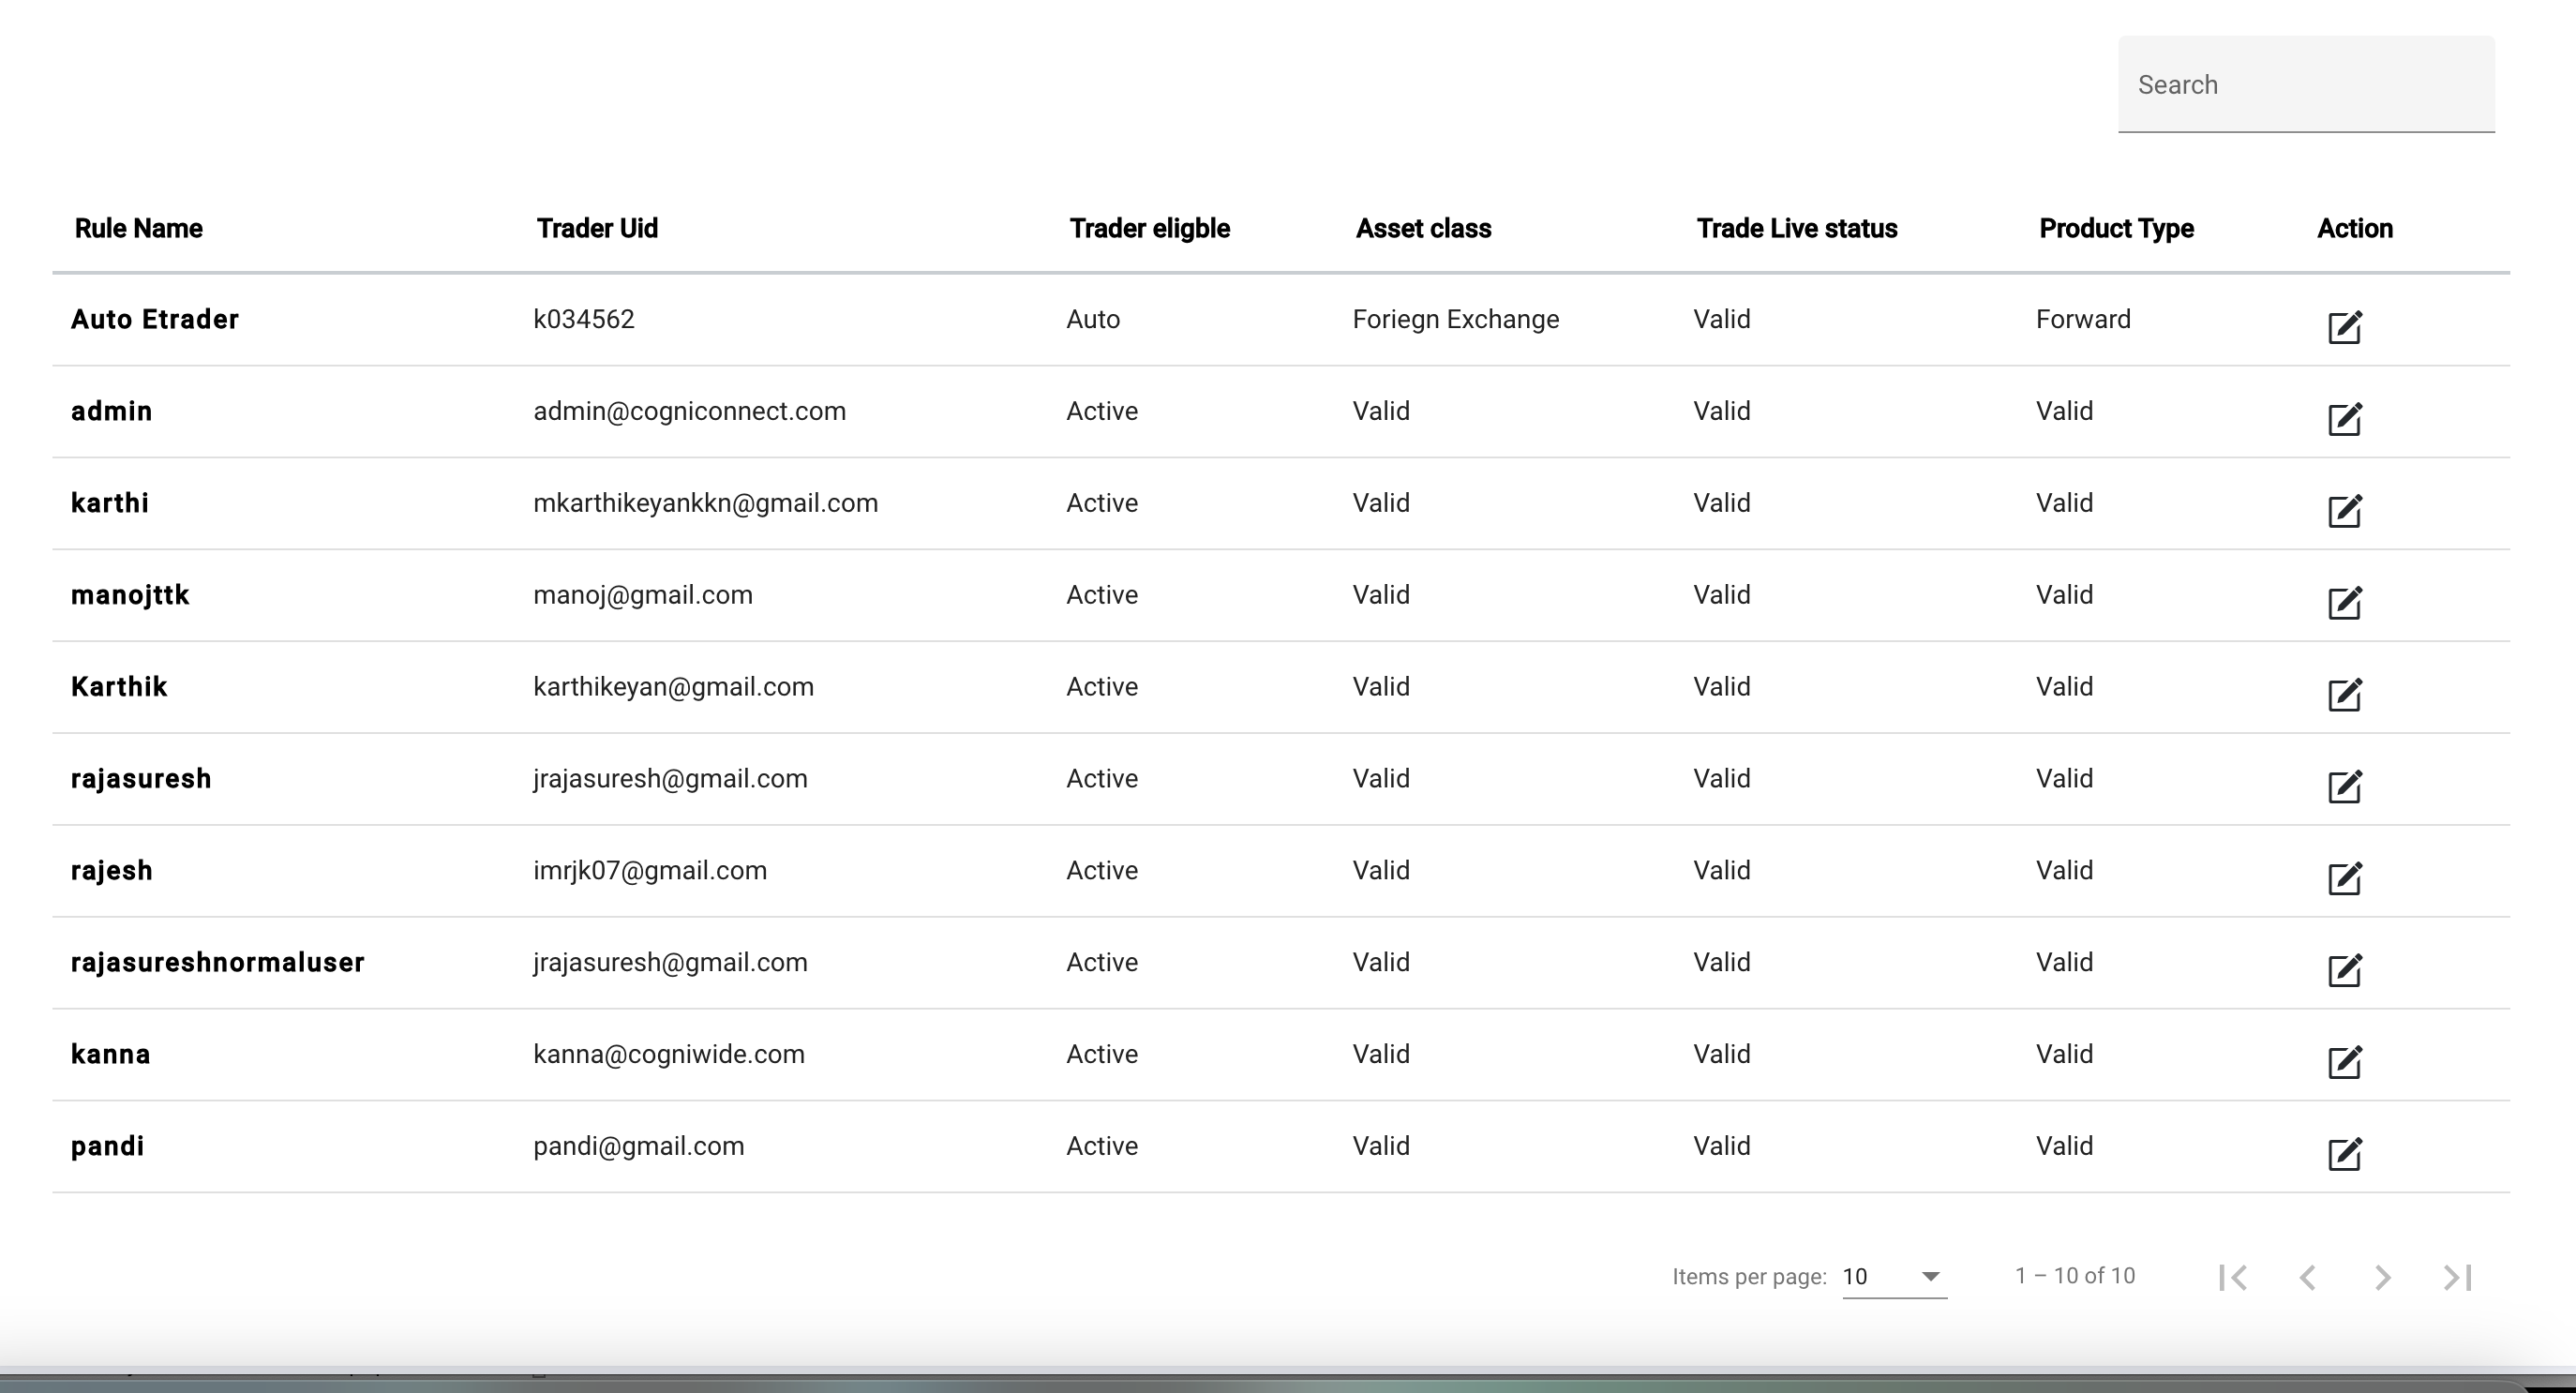 Search
Rule Name Trader Uid Trader eligble Asset class Trade Live status Product Type Action
Auto Etrader k034562 Auto Foriegn Exchange Valid Forward
admin admin@cogniconnect.com Active Valid Valid Valid
karthi mkarthikeyankkn@gmail.com Active Valid Valid Valid
manojttk manoj@gmail.com Active Valid Valid Valid
Karthik karthikeyan@gmail.com Active Valid Valid Valid
rajasuresh jrajasuresh@gmail.com Active Valid Valid Valid
rajesh imrjk07@gmail.com Active Valid Valid Valid
rajasureshnormaluser jrajasuresh@gmail.com Active Valid Valid Valid
kanna kanna@cogniwide.com Active Valid Valid Valid
pandi pandi@gmail.com Active Valid Valid Valid
Items per page: 10 1 – 10 of 10